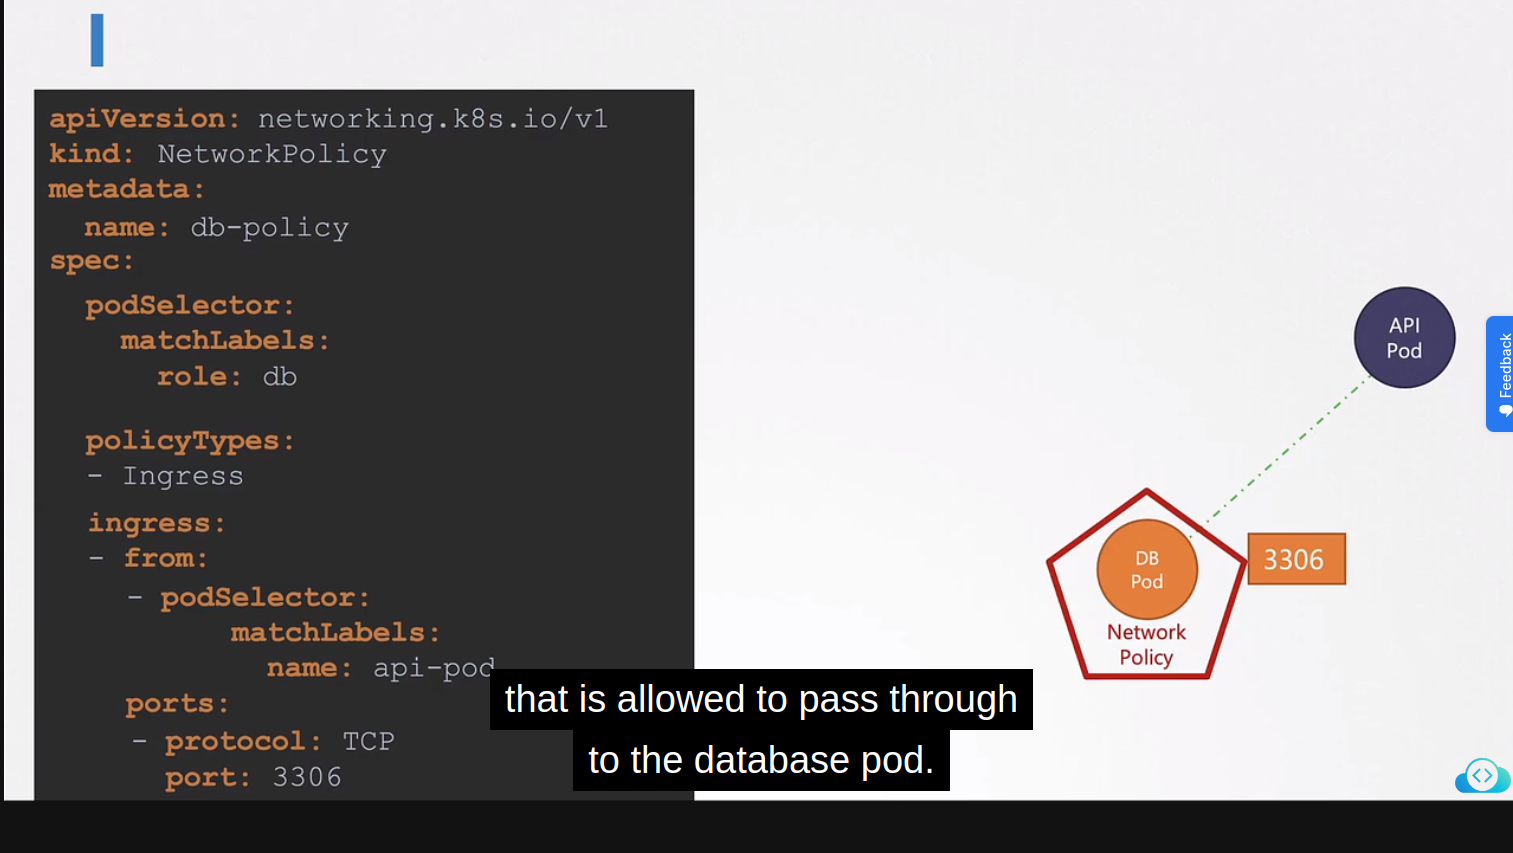 apiVersion: networking.k8s.io/v1
kind: NetworkPolicy
metadata:
  name: db-policy
spec:
  podSelector:
    matchLabels:
      role: db
  policyTypes:
  - Ingress
  ingress:
  - from:
    - podSelector:
        matchLabels:
          name: api-pod
    ports:
    - protocol: TCP
      port: 3306
API
Pod
DB
Pod
3306
Network
Policy
Feedback
that is allowed to pass through
to the database pod.